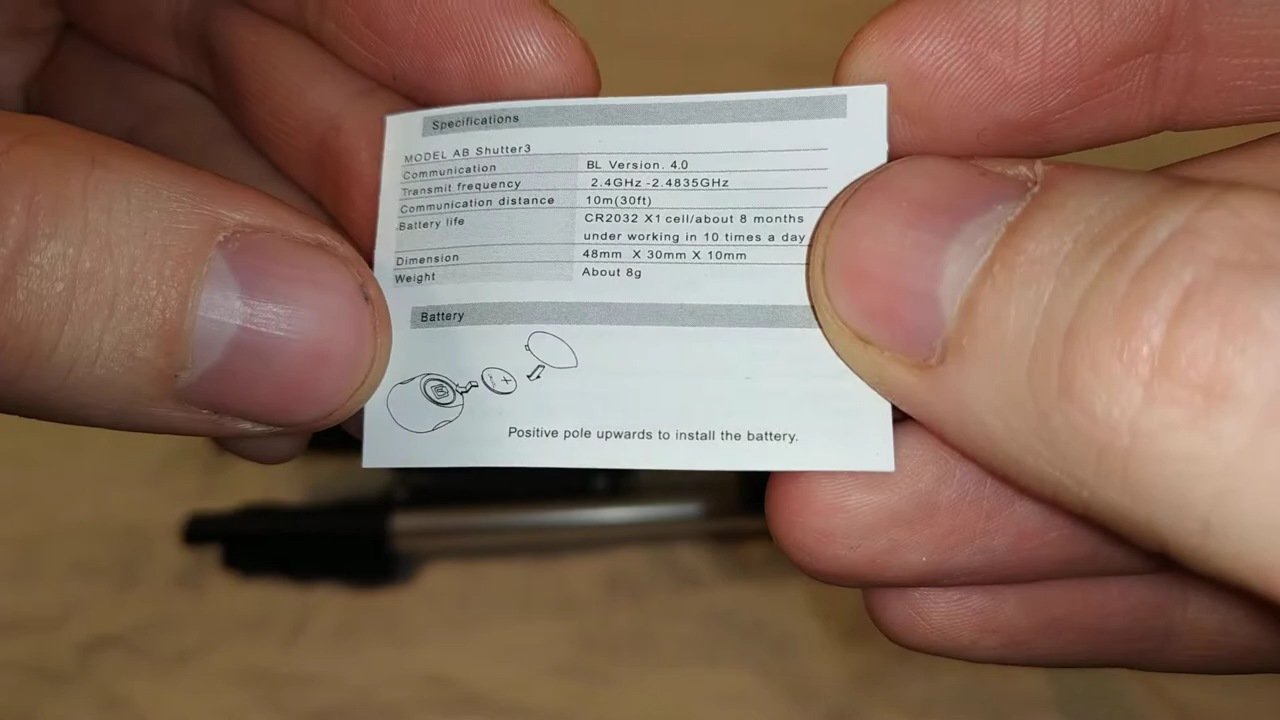 Specifications
MODEL AB Shutter3
Communication BL Version. 4.0
Transmit frequency 2.4GHz -2.4835GHz
Communication distance 10m(30ft)
Battery life CR2032 X1 cell/about 8 months
under working in 10 times a day
Dimension 48mm X 30mm X 10mm
Weight About 8g
Battery
Positive pole upwards to install the battery.